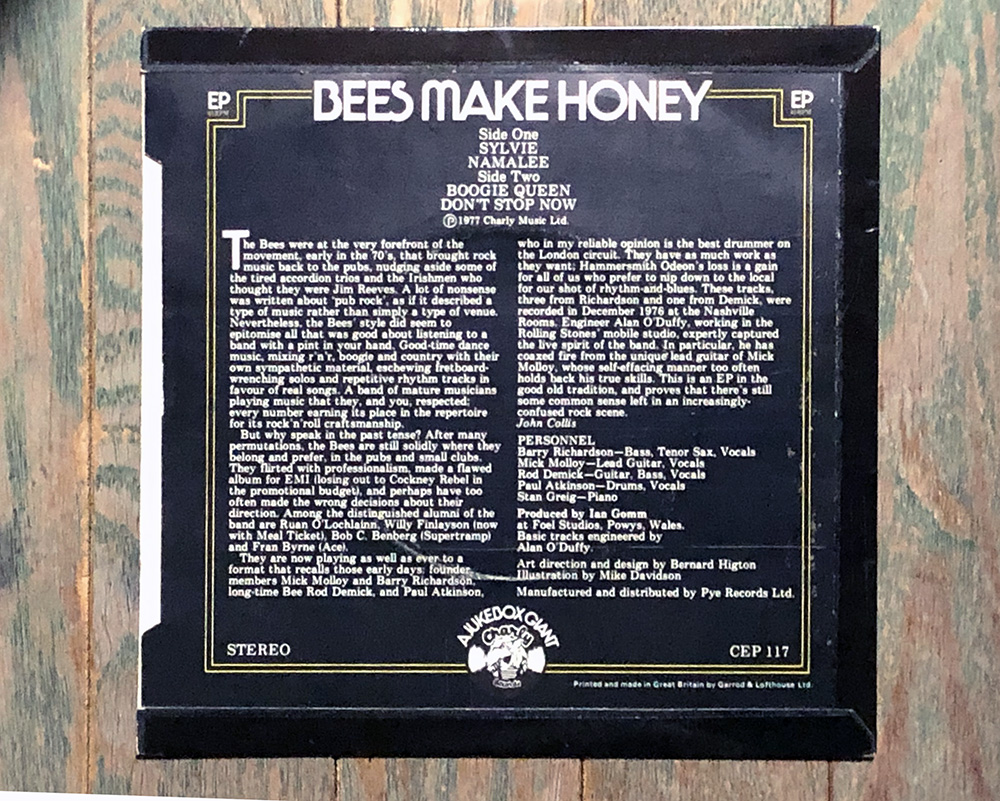 BEES MAKE HONEY
EP
EP
Side One
SYLVIE
NAMALEE
Side Two
BOOGIE QUEEN
DON'T STOP NOW
Ⓟ1977 Charly Music Ltd.
The Bees were at the very forefront of the
movement, early in the 70's, that brought rock
music back to the pubs, nudging aside some of
the tired accordion trios and the Irishmen who
thought they were Jim Reeves. A lot of nonsense
was written about 'pub rock', as if it described a
type of music rather than simply a type of venue.
Nevertheless, the Bees' style did seem to
epitomise all that was good about listening to a
band with a pint in your hand. Good-time dance
music, mixing r'n'r, boogie and country with their
own sympathetic material, eschewing fretboard-
wrenching solos and repetitive rhythm tracks in
favour of real songs. A band of mature musicians
playing music that they, and you, respected;
every number earning its place in the repertoire
for its rock'n'roll craftsmanship.
But why speak in the past tense? After many
permutations, the Bees are still solidly where they
belong and prefer, in the pubs and small clubs.
They flirted with professionalism, made a flawed
album for EMI (losing out to Cockney Rebel in
the promotional budget), and perhaps have too
often made the wrong decisions about their
direction. Among the distinguished alumni of the
band are Ruan O'Lochlainn, Willy Finlayson (now
with Meal Ticket), Bob C. Benberg (Supertramp)
and Fran Byrne (Ace).
They are now playing as well as ever to a
format that recalls those early days: founder
members Mick Molloy and Barry Richardson,
long-time Bee Rod Demick, and Paul Atkinson,
who in my reliable opinion is the best drummer on
the London circuit. They have as much work as
they want; Hammersmith Odeon's loss is a gain
for all of us who prefer to nip down to the local
for our shot of rhythm-and-blues. These tracks,
three from Richardson and one from Demick, were
recorded in December 1976 at the Nashville
Rooms. Engineer Alan O'Duffy, working in the
Rolling Stones' mobile studio, expertly captured
the live spirit of the band. In particular, he has
coaxed fire from the unique lead guitar of Mick
Molloy, whose self-effacing manner too often
holds back his true skills. This is an EP in the
good old tradition, and proves that there's still
some common sense left in an increasingly-
confused rock scene.
John Collis
PERSONNEL
Barry Richardson—Bass, Tenor Sax, Vocals
Mick Molloy—Lead Guitar, Vocals
Rod Demick—Guitar, Bass, Vocals
Paul Atkinson—Drums, Vocals
Stan Greig—Piano
Produced by Ian Gomm
at Foel Studios, Powys, Wales.
Basic tracks engineered by
Alan O'Duffy.
Art direction and design by Bernard Higton
Illustration by Mike Davidson
Manufactured and distributed by Pye Records Ltd.
A JUKEBOX GIANT
Charly
Records
STEREO
CEP 117
Printed and made in Great Britain by Garrod & Lofthouse Ltd.